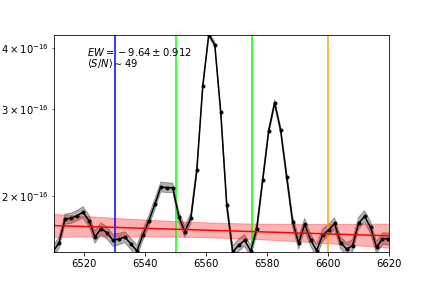 EW = −9.64 ± 0.912
⟨S/N⟩ ∼ 49
4 × 10⁻¹⁶
3 × 10⁻¹⁶
2 × 10⁻¹⁶
6520 6540 6560 6580 6600 6620